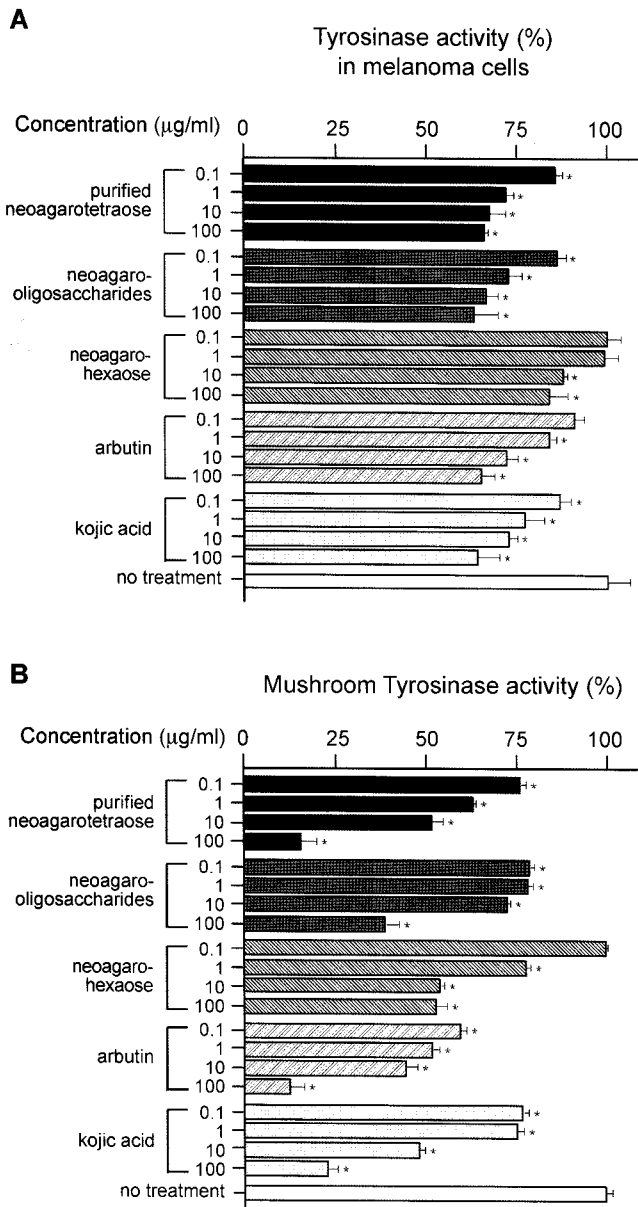 A
Tyrosinase activity (%)
in melanoma cells
Concentration (μg/ml) 0 25 50 75 100
purified
neoagarotetraose
0.1 *
1 *
10 *
100 *
neoagaro-
oligosaccharides
0.1 *
1 *
10 *
100 *
neoagaro-
hexaose
0.1
1
10 *
100 *
arbutin
0.1
1 *
10 *
100 *
kojic acid
0.1 *
1 *
10 *
100 *
no treatment
B
Mushroom Tyrosinase activity (%)
Concentration (μg/ml) 0 25 50 75 100
purified
neoagarotetraose
0.1 *
1 *
10 *
100 *
neoagaro-
oligosaccharides
0.1 *
1 *
10 *
100 *
neoagaro-
hexaose
0.1
1 *
10 *
100 *
arbutin
0.1 *
1 *
10 *
100 *
kojic acid
0.1 *
1 *
10 *
100 *
no treatment